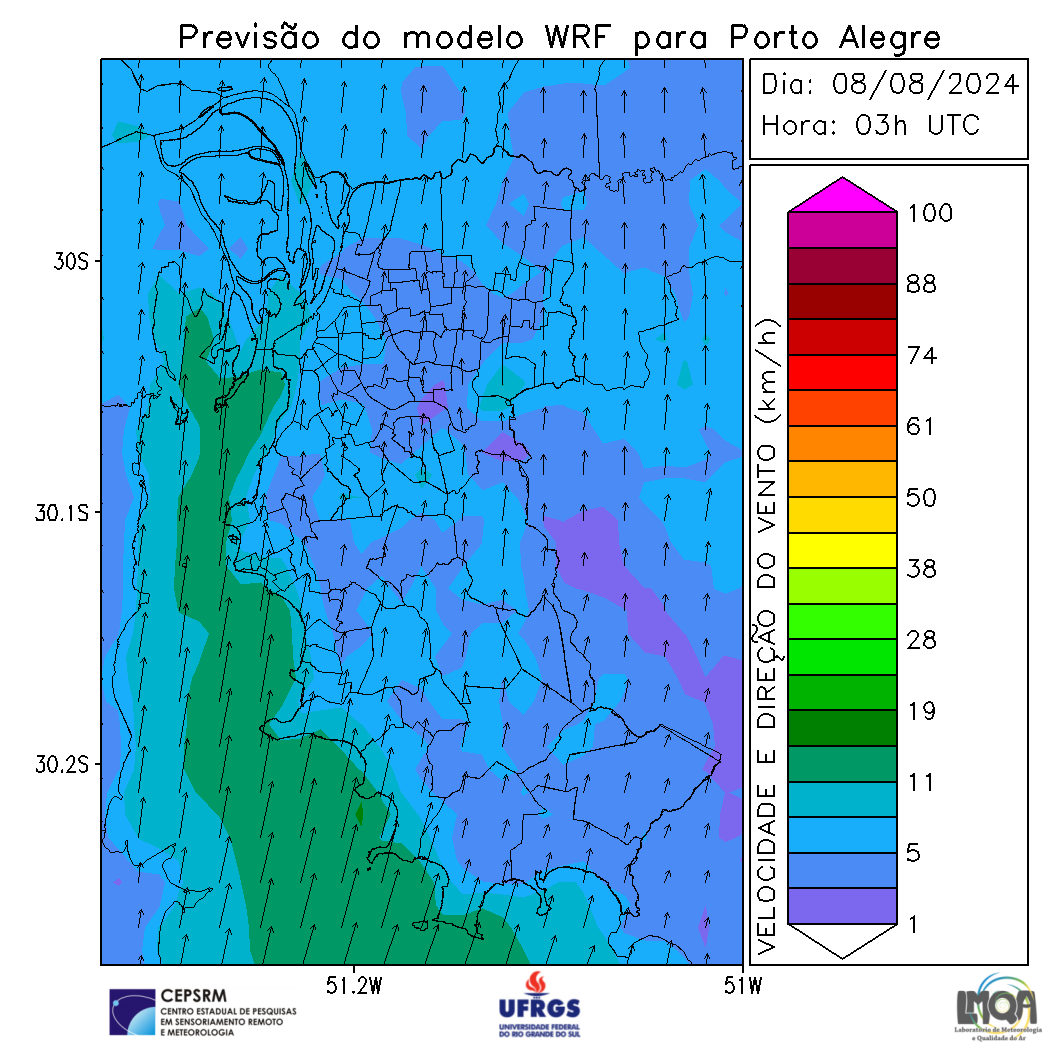 Previsão do modelo WRF para Porto Alegre
Dia: 08/08/2024
Hora: 03h UTC
30S
30.1S
30.2S
51.2W
51W
VELOCIDADE E DIREÇÃO DO VENTO (km/h)
100
88
74
61
50
38
28
19
11
5
1
CEPSRM
CENTRO ESTADUAL DE PESQUISAS
EM SENSORIAMENTO REMOTO
E METEOROLOGIA
UFRGS
UNIVERSIDADE FEDERAL
DO RIO GRANDE DO SUL
LMQA
Laboratório de Meteorologia
e Qualidade do Ar